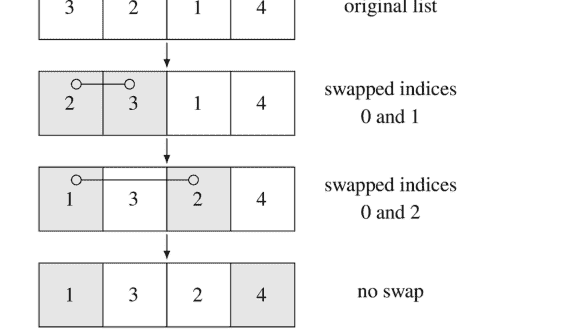 3 2 1 4 original list
2 3 1 4 swapped indices
0 and 1
1 3 2 4 swapped indices
0 and 2
1 3 2 4 no swap